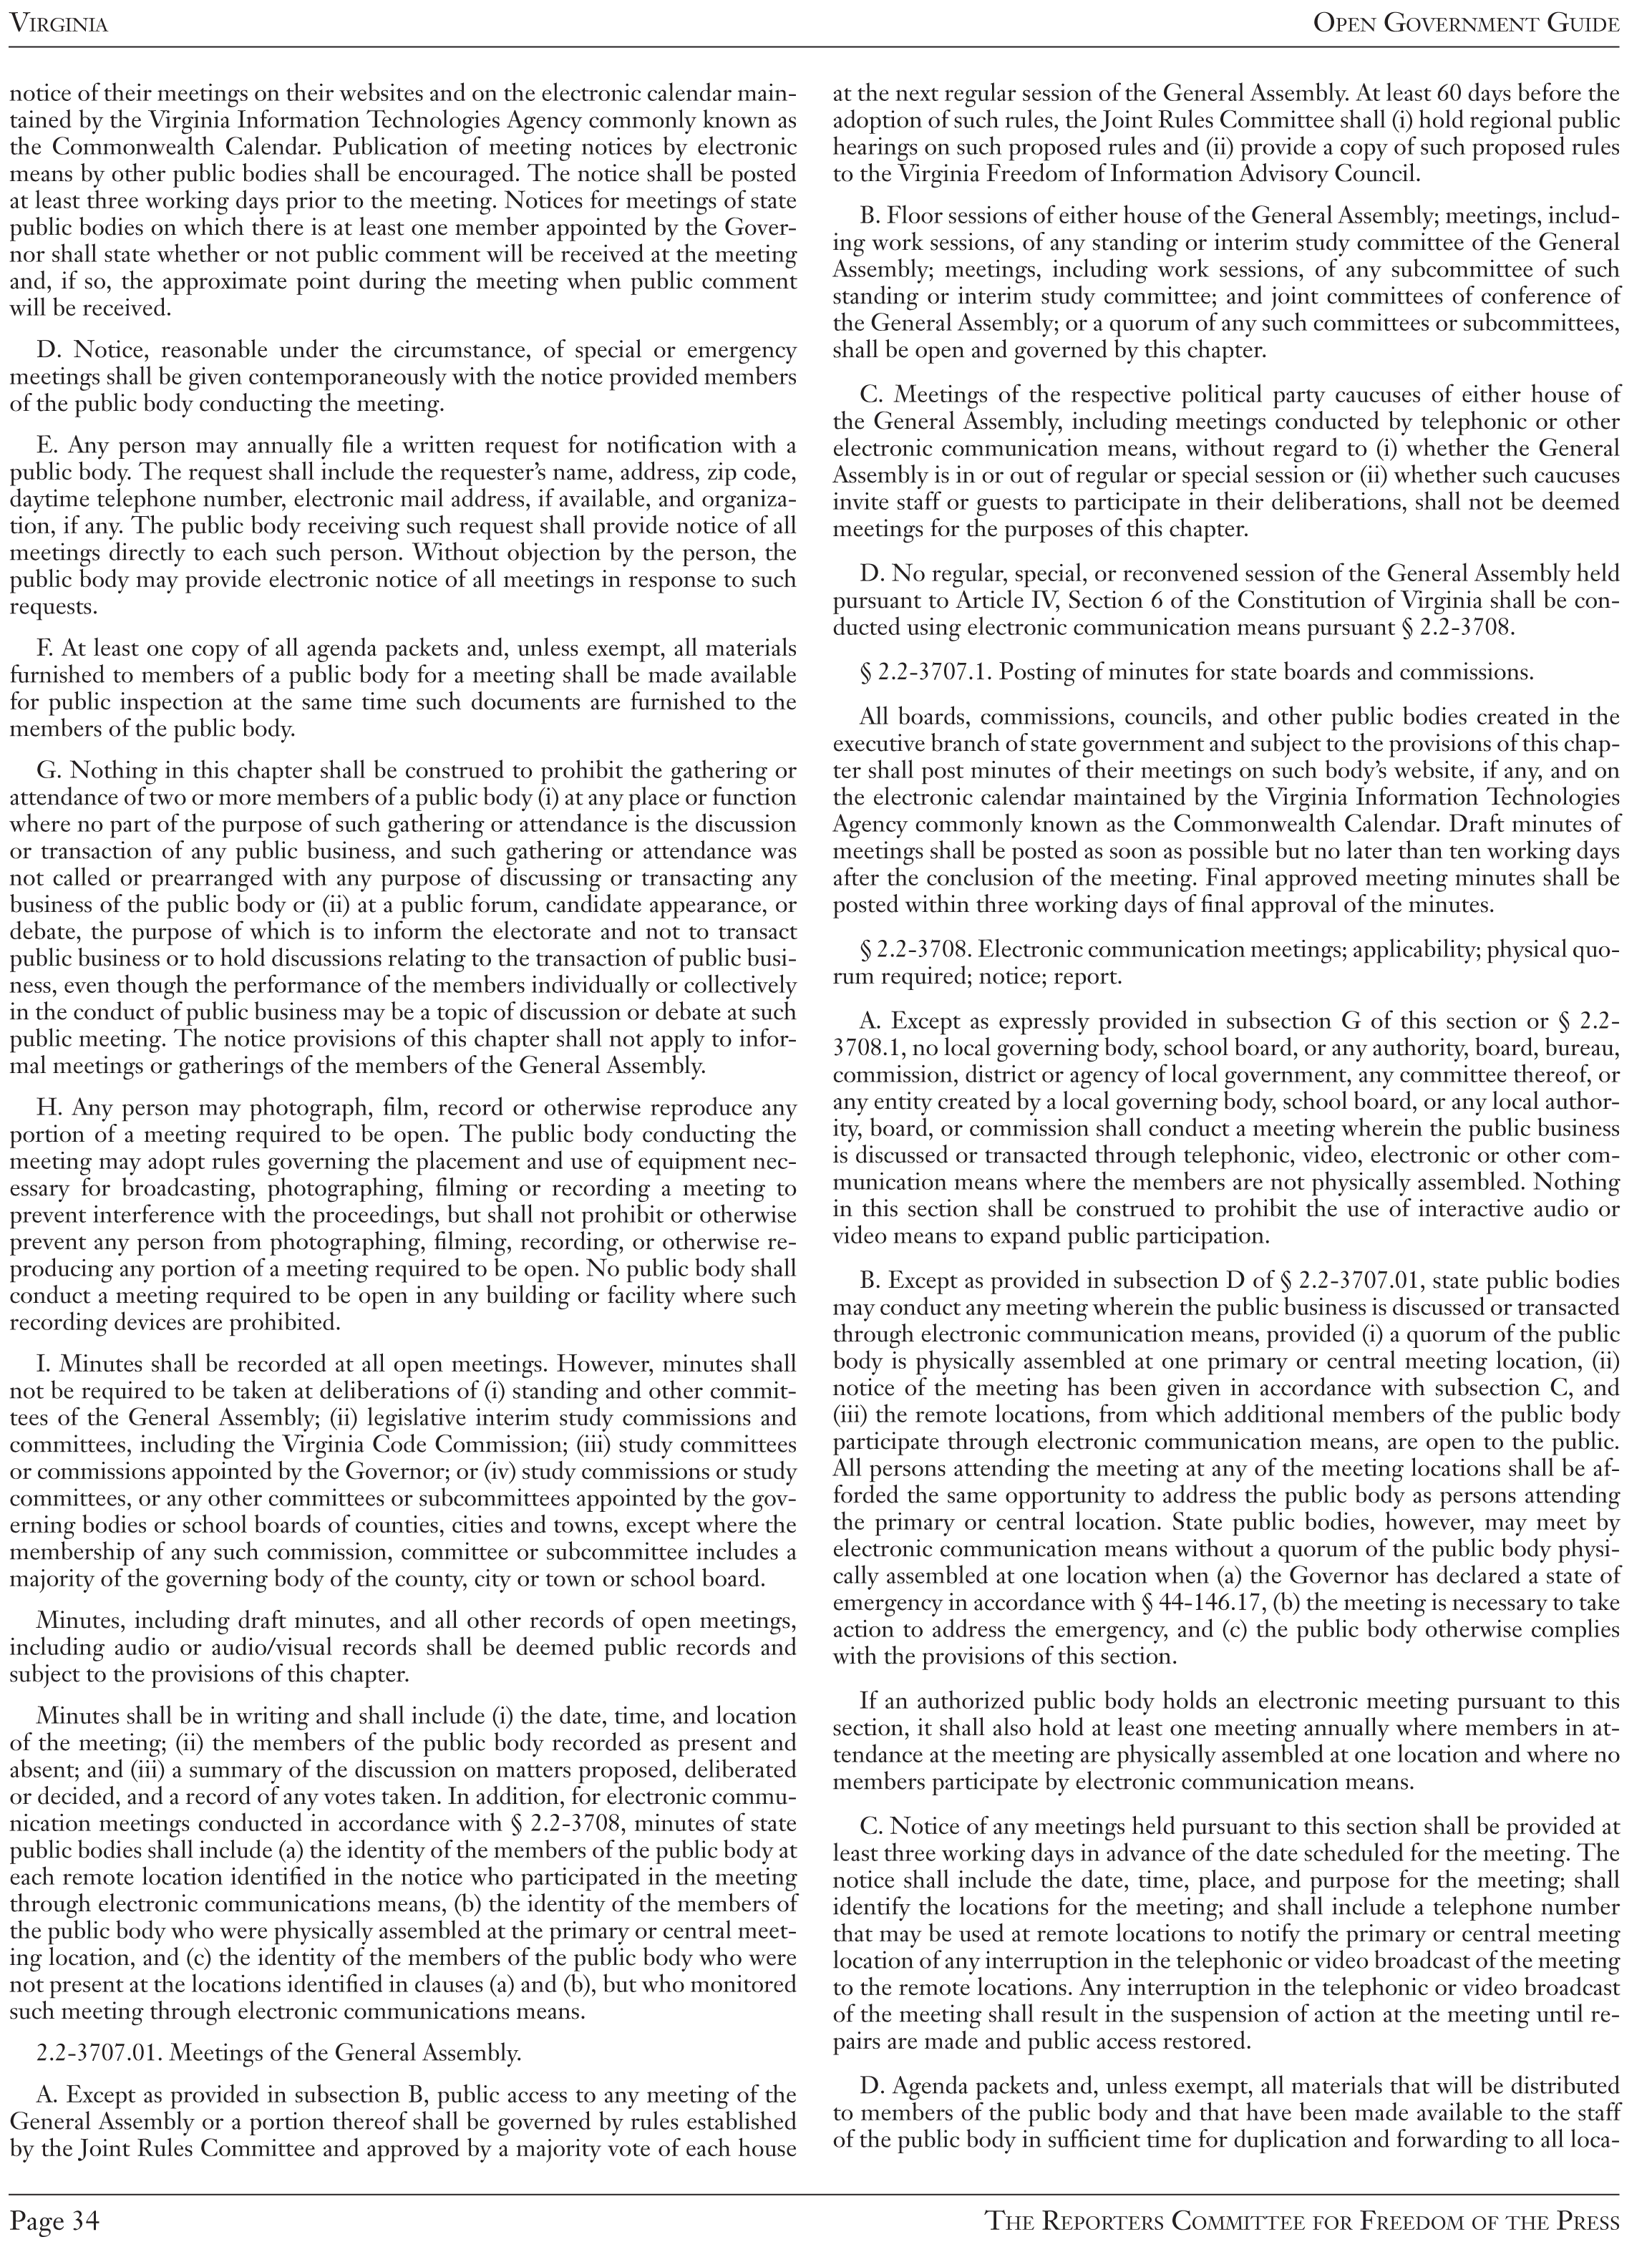 VIRGINIA
OPEN GOVERNMENT GUIDE
notice of their meetings on their websites and on the electronic calendar main-
tained by the Virginia Information Technologies Agency commonly known as
the Commonwealth Calendar. Publication of meeting notices by electronic
means by other public bodies shall be encouraged. The notice shall be posted
at least three working days prior to the meeting. Notices for meetings of state
public bodies on which there is at least one member appointed by the Gover-
nor shall state whether or not public comment will be received at the meeting
and, if so, the approximate point during the meeting when public comment
will be received.
D. Notice, reasonable under the circumstance, of special or emergency
meetings shall be given contemporaneously with the notice provided members
of the public body conducting the meeting.
E. Any person may annually file a written request for notification with a
public body. The request shall include the requester's name, address, zip code,
daytime telephone number, electronic mail address, if available, and organiza-
tion, if any. The public body receiving such request shall provide notice of all
meetings directly to each such person. Without objection by the person, the
public body may provide electronic notice of all meetings in response to such
requests.
F. At least one copy of all agenda packets and, unless exempt, all materials
furnished to members of a public body for a meeting shall be made available
for public inspection at the same time such documents are furnished to the
members of the public body.
G. Nothing in this chapter shall be construed to prohibit the gathering or
attendance of two or more members of a public body (i) at any place or function
where no part of the purpose of such gathering or attendance is the discussion
or transaction of any public business, and such gathering or attendance was
not called or prearranged with any purpose of discussing or transacting any
business of the public body or (ii) at a public forum, candidate appearance, or
debate, the purpose of which is to inform the electorate and not to transact
public business or to hold discussions relating to the transaction of public busi-
ness, even though the performance of the members individually or collectively
in the conduct of public business may be a topic of discussion or debate at such
public meeting. The notice provisions of this chapter shall not apply to infor-
mal meetings or gatherings of the members of the General Assembly.
H. Any person may photograph, film, record or otherwise reproduce any
portion of a meeting required to be open. The public body conducting the
meeting may adopt rules governing the placement and use of equipment nec-
essary for broadcasting, photographing, filming or recording a meeting to
prevent interference with the proceedings, but shall not prohibit or otherwise
prevent any person from photographing, filming, recording, or otherwise re-
producing any portion of a meeting required to be open. No public body shall
conduct a meeting required to be open in any building or facility where such
recording devices are prohibited.
I. Minutes shall be recorded at all open meetings. However, minutes shall
not be required to be taken at deliberations of (i) standing and other commit-
tees of the General Assembly; (ii) legislative interim study commissions and
committees, including the Virginia Code Commission; (iii) study committees
or commissions appointed by the Governor; or (iv) study commissions or study
committees, or any other committees or subcommittees appointed by the gov-
erning bodies or school boards of counties, cities and towns, except where the
membership of any such commission, committee or subcommittee includes a
majority of the governing body of the county, city or town or school board.
Minutes, including draft minutes, and all other records of open meetings,
including audio or audio/visual records shall be deemed public records and
subject to the provisions of this chapter.
Minutes shall be in writing and shall include (i) the date, time, and location
of the meeting; (ii) the members of the public body recorded as present and
absent; and (iii) a summary of the discussion on matters proposed, deliberated
or decided, and a record of any votes taken. In addition, for electronic commu-
nication meetings conducted in accordance with § 2.2-3708, minutes of state
public bodies shall include (a) the identity of the members of the public body at
each remote location identified in the notice who participated in the meeting
through electronic communications means, (b) the identity of the members of
the public body who were physically assembled at the primary or central meet-
ing location, and (c) the identity of the members of the public body who were
not present at the locations identified in clauses (a) and (b), but who monitored
such meeting through electronic communications means.
2.2-3707.01. Meetings of the General Assembly.
A. Except as provided in subsection B, public access to any meeting of the
General Assembly or a portion thereof shall be governed by rules established
by the Joint Rules Committee and approved by a majority vote of each house
at the next regular session of the General Assembly. At least 60 days before the
adoption of such rules, the Joint Rules Committee shall (i) hold regional public
hearings on such proposed rules and (ii) provide a copy of such proposed rules
to the Virginia Freedom of Information Advisory Council.
B. Floor sessions of either house of the General Assembly; meetings, includ-
ing work sessions, of any standing or interim study committee of the General
Assembly; meetings, including work sessions, of any subcommittee of such
standing or interim study committee; and joint committees of conference of
the General Assembly; or a quorum of any such committees or subcommittees,
shall be open and governed by this chapter.
C. Meetings of the respective political party caucuses of either house of
the General Assembly, including meetings conducted by telephonic or other
electronic communication means, without regard to (i) whether the General
Assembly is in or out of regular or special session or (ii) whether such caucuses
invite staff or guests to participate in their deliberations, shall not be deemed
meetings for the purposes of this chapter.
D. No regular, special, or reconvened session of the General Assembly held
pursuant to Article IV, Section 6 of the Constitution of Virginia shall be con-
ducted using electronic communication means pursuant § 2.2-3708.
§ 2.2-3707.1. Posting of minutes for state boards and commissions.
All boards, commissions, councils, and other public bodies created in the
executive branch of state government and subject to the provisions of this chap-
ter shall post minutes of their meetings on such body's website, if any, and on
the electronic calendar maintained by the Virginia Information Technologies
Agency commonly known as the Commonwealth Calendar. Draft minutes of
meetings shall be posted as soon as possible but no later than ten working days
after the conclusion of the meeting. Final approved meeting minutes shall be
posted within three working days of final approval of the minutes.
§ 2.2-3708. Electronic communication meetings; applicability; physical quo-
rum required; notice; report.
A. Except as expressly provided in subsection G of this section or § 2.2-
3708.1, no local governing body, school board, or any authority, board, bureau,
commission, district or agency of local government, any committee thereof, or
any entity created by a local governing body, school board, or any local author-
ity, board, or commission shall conduct a meeting wherein the public business
is discussed or transacted through telephonic, video, electronic or other com-
munication means where the members are not physically assembled. Nothing
in this section shall be construed to prohibit the use of interactive audio or
video means to expand public participation.
B. Except as provided in subsection D of § 2.2-3707.01, state public bodies
may conduct any meeting wherein the public business is discussed or transacted
through electronic communication means, provided (i) a quorum of the public
body is physically assembled at one primary or central meeting location, (ii)
notice of the meeting has been given in accordance with subsection C, and
(iii) the remote locations, from which additional members of the public body
participate through electronic communication means, are open to the public.
All persons attending the meeting at any of the meeting locations shall be af-
forded the same opportunity to address the public body as persons attending
the primary or central location. State public bodies, however, may meet by
electronic communication means without a quorum of the public body physi-
cally assembled at one location when (a) the Governor has declared a state of
emergency in accordance with § 44-146.17, (b) the meeting is necessary to take
action to address the emergency, and (c) the public body otherwise complies
with the provisions of this section.
If an authorized public body holds an electronic meeting pursuant to this
section, it shall also hold at least one meeting annually where members in at-
tendance at the meeting are physically assembled at one location and where no
members participate by electronic communication means.
C. Notice of any meetings held pursuant to this section shall be provided at
least three working days in advance of the date scheduled for the meeting. The
notice shall include the date, time, place, and purpose for the meeting; shall
identify the locations for the meeting; and shall include a telephone number
that may be used at remote locations to notify the primary or central meeting
location of any interruption in the telephonic or video broadcast of the meeting
to the remote locations. Any interruption in the telephonic or video broadcast
of the meeting shall result in the suspension of action at the meeting until re-
pairs are made and public access restored.
D. Agenda packets and, unless exempt, all materials that will be distributed
to members of the public body and that have been made available to the staff
of the public body in sufficient time for duplication and forwarding to all loca-
Page 34
THE REPORTERS COMMITTEE FOR FREEDOM OF THE PRESS